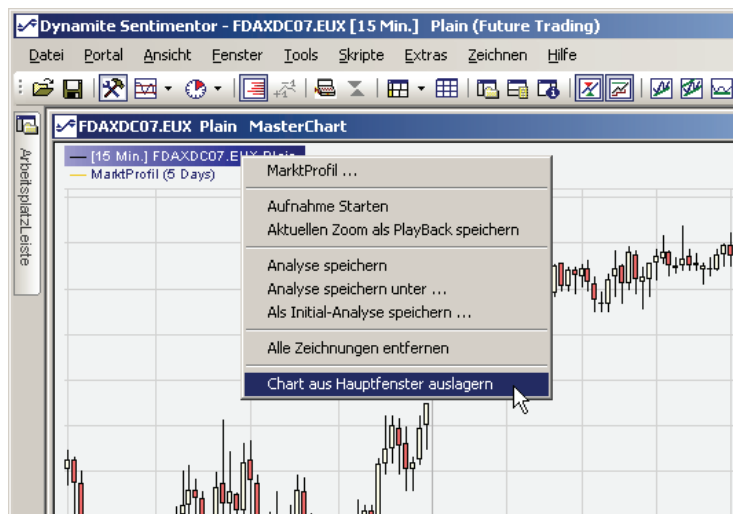 Dynamite Sentimentor - FDAXDC07.EUX [15 Min.] Plain (Future Trading)
Datei Portal Ansicht Fenster Tools Skripte Extras Zeichnen Hilfe
FDAXDC07.EUX Plain MasterChart
ArbeitsplatzLeiste
[15 Min.] FDAXDC07.EUX Plain
MarktProfil (5 Days)
MarktProfil ...
Aufnahme Starten
Aktuellen Zoom als PlayBack speichern
Analyse speichern
Analyse speichern unter ...
Als Initial-Analyse speichern ...
Alle Zeichnungen entfernen
Chart aus Hauptfenster auslagern